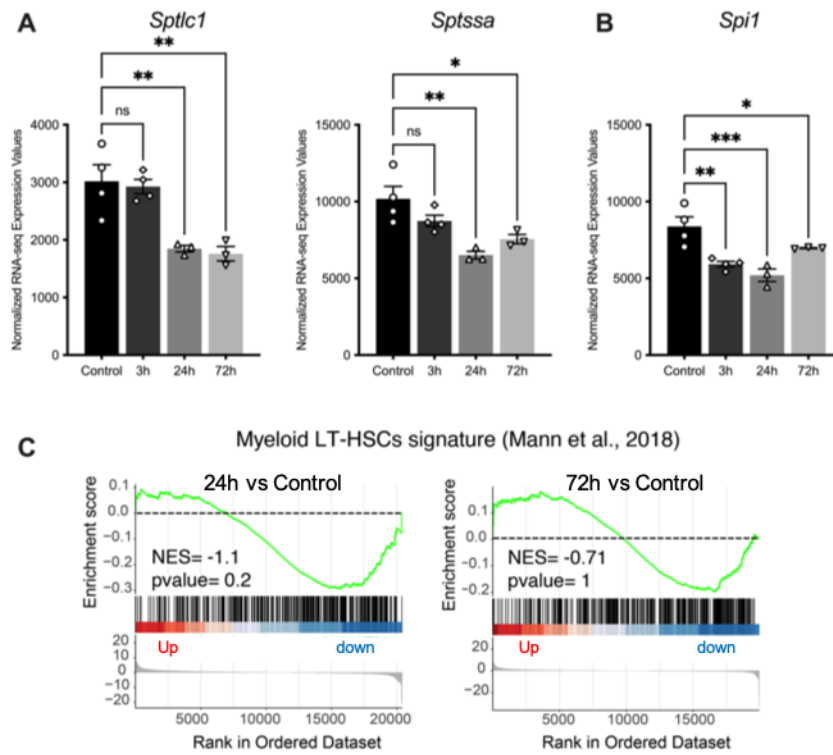 A
Sptlc1
**
**
ns
Normalized RNA-seq Expression Values
4000
3000
2000
1000
0
Control 3h 24h 72h
Sptssa
*
**
ns
Normalized RNA-seq Expression Values
15000
10000
5000
0
Control 3h 24h 72h
B
Spi1
*
***
**
Normalized RNA-seq Expression Values
15000
10000
5000
0
Control 3h 24h 72h
C
Myeloid LT-HSCs signature (Mann et al., 2018)
24h vs Control
Enrichment score
0.1
0.0
−0.1
−0.2
−0.3
NES= -1.1
pvalue= 0.2
Up down
20
10
0
−10
−20
5000 10000 15000 20000
Rank in Ordered Dataset
72h vs Control
Enrichment score
0.1
0.0
−0.1
−0.2
NES= -0.71
pvalue= 1
Up down
20
10
0
−10
−20
5000 10000 15000
Rank in Ordered Dataset